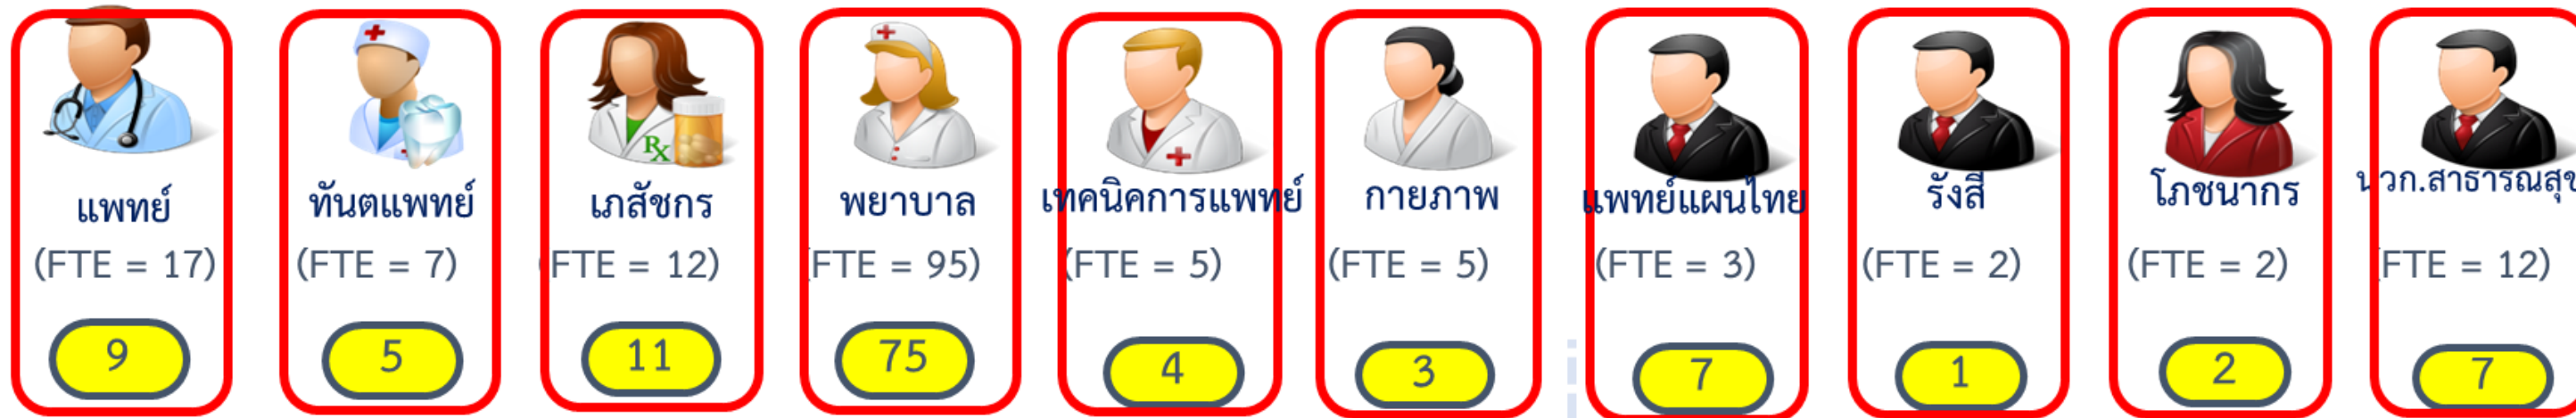 แพทย์
(FTE = 17)
9
ทันตแพทย์
(FTE = 7)
5
Rx
เภสัชกร
(FTE = 12)
11
พยาบาล
(FTE = 95)
75
เทคนิคการแพทย์
(FTE = 5)
4
กายภาพ
(FTE = 5)
3
แพทย์แผนไทย
(FTE = 3)
7
รังสี
(FTE = 2)
1
โภชนากร
(FTE = 2)
2
นวก.สาธารณสุข
(FTE = 12)
7